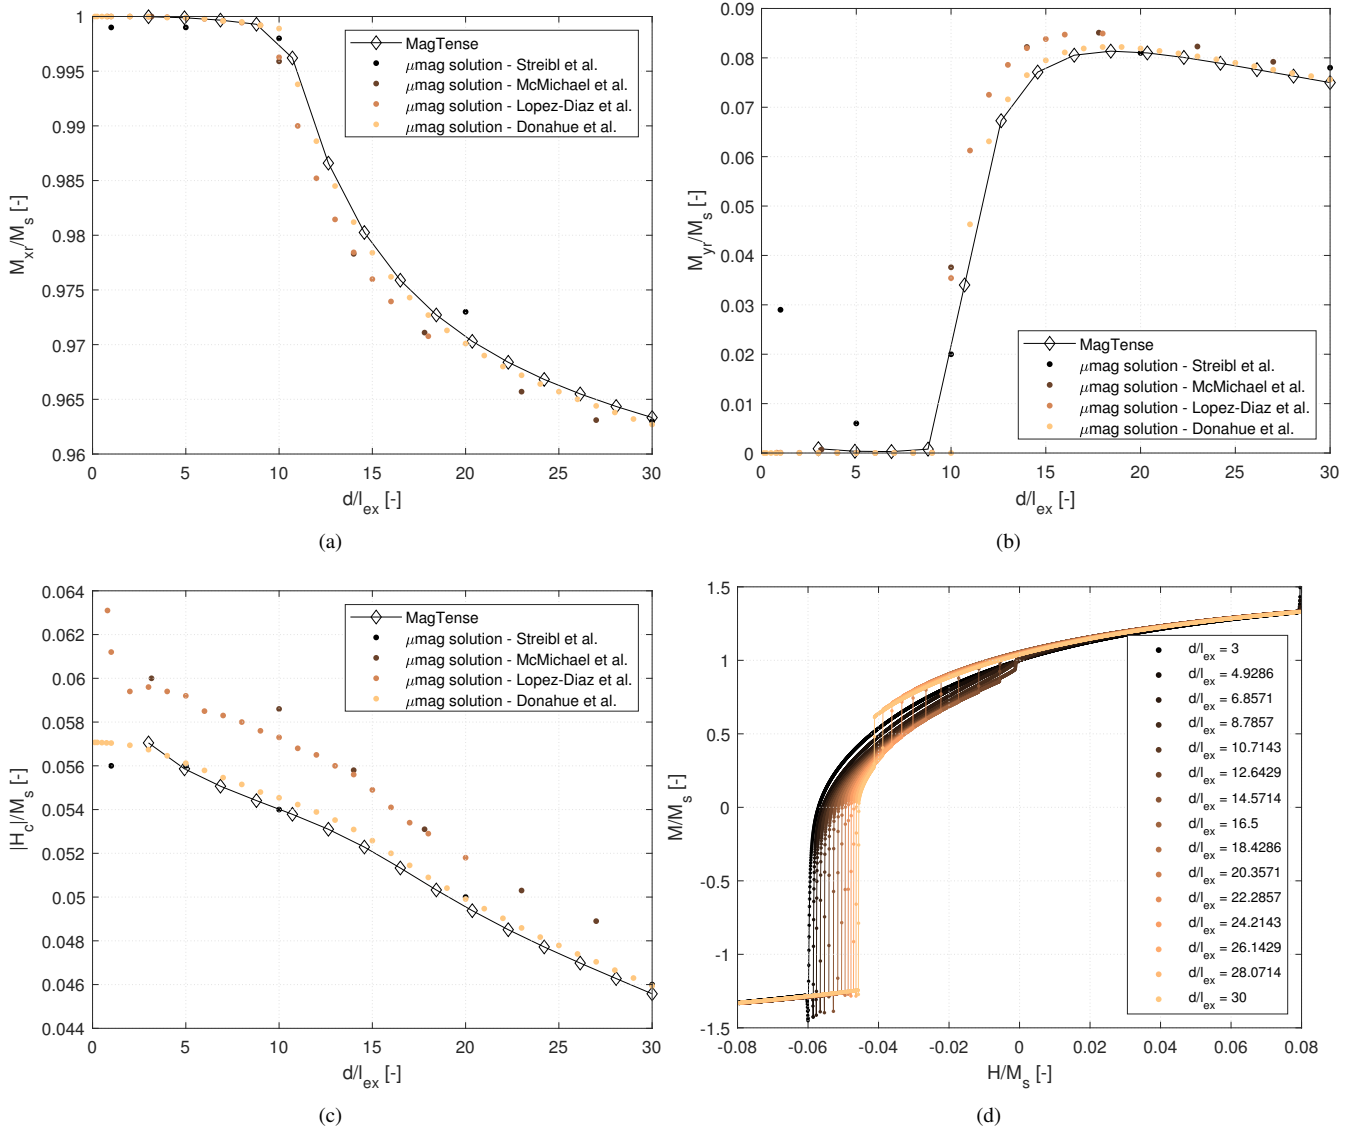 1
0.995
0.99
0.985
0.98
0.975
0.97
0.965
0.96
M_xr/M_s [-]
0 5 10 15 20 25 30
d/l_ex [-]
MagTense
μmag solution - Streibl et al.
μmag solution - McMichael et al.
μmag solution - Lopez-Diaz et al.
μmag solution - Donahue et al.
(a)
0.09
0.08
0.07
0.06
0.05
0.04
0.03
0.02
0.01
0
M_yr/M_s [-]
0 5 10 15 20 25 30
d/l_ex [-]
MagTense
μmag solution - Streibl et al.
μmag solution - McMichael et al.
μmag solution - Lopez-Diaz et al.
μmag solution - Donahue et al.
(b)
0.064
0.062
0.06
0.058
0.056
0.054
0.052
0.05
0.048
0.046
0.044
|H_c|/M_s [-]
0 5 10 15 20 25 30
d/l_ex [-]
MagTense
μmag solution - Streibl et al.
μmag solution - McMichael et al.
μmag solution - Lopez-Diaz et al.
μmag solution - Donahue et al.
(c)
1.5
1
0.5
0
-0.5
-1
-1.5
M/M_s [-]
-0.08 -0.06 -0.04 -0.02 0 0.02 0.04 0.06 0.08
H/M_s [-]
d/l_ex = 3
d/l_ex = 4.9286
d/l_ex = 6.8571
d/l_ex = 8.7857
d/l_ex = 10.7143
d/l_ex = 12.6429
d/l_ex = 14.5714
d/l_ex = 16.5
d/l_ex = 18.4286
d/l_ex = 20.3571
d/l_ex = 22.2857
d/l_ex = 24.2143
d/l_ex = 26.1429
d/l_ex = 28.0714
d/l_ex = 30
(d)